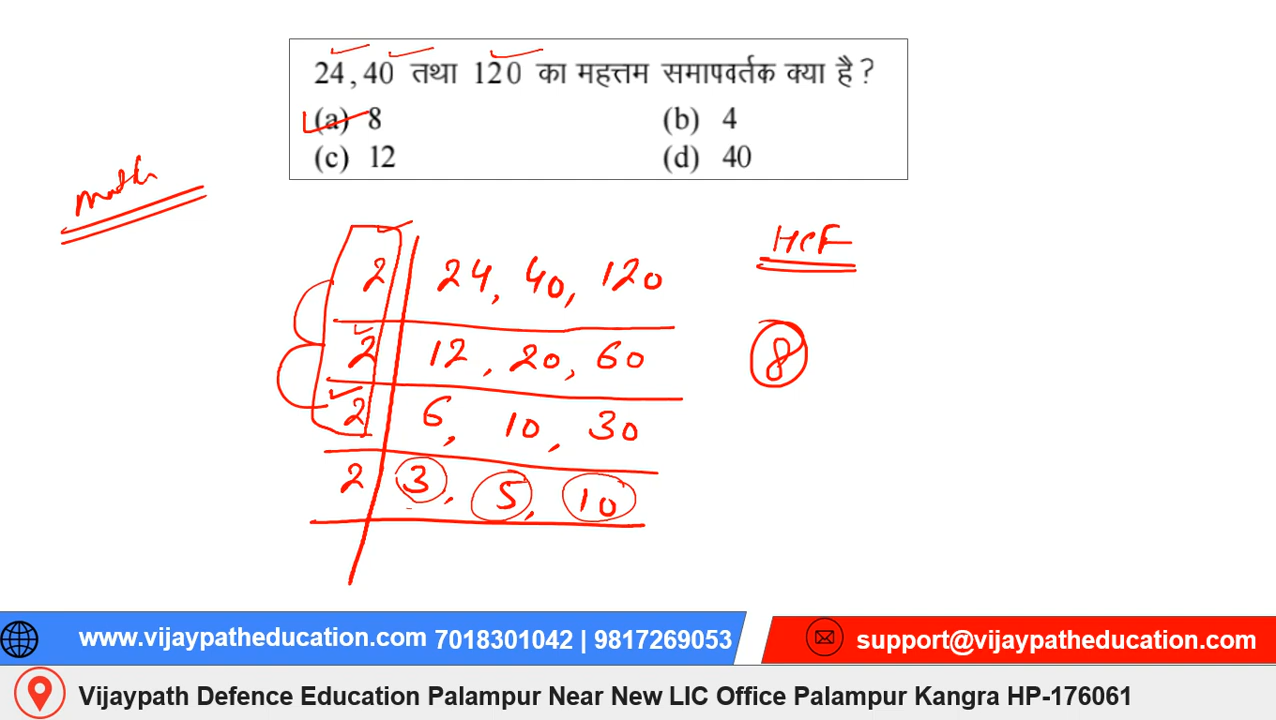 24, 40 तथा 120 का महत्तम समापवर्तक क्या है ?
(a) 8 (b) 4
(c) 12 (d) 40
math
HCF
2 24, 40, 120
2 12, 20, 60
8
2 6, 10, 30
2 3, 5, 10
www.vijaypatheducation.com 7018301042 | 9817269053
support@vijaypatheducation.com
Vijaypath Defence Education Palampur Near New LIC Office Palampur Kangra HP-176061